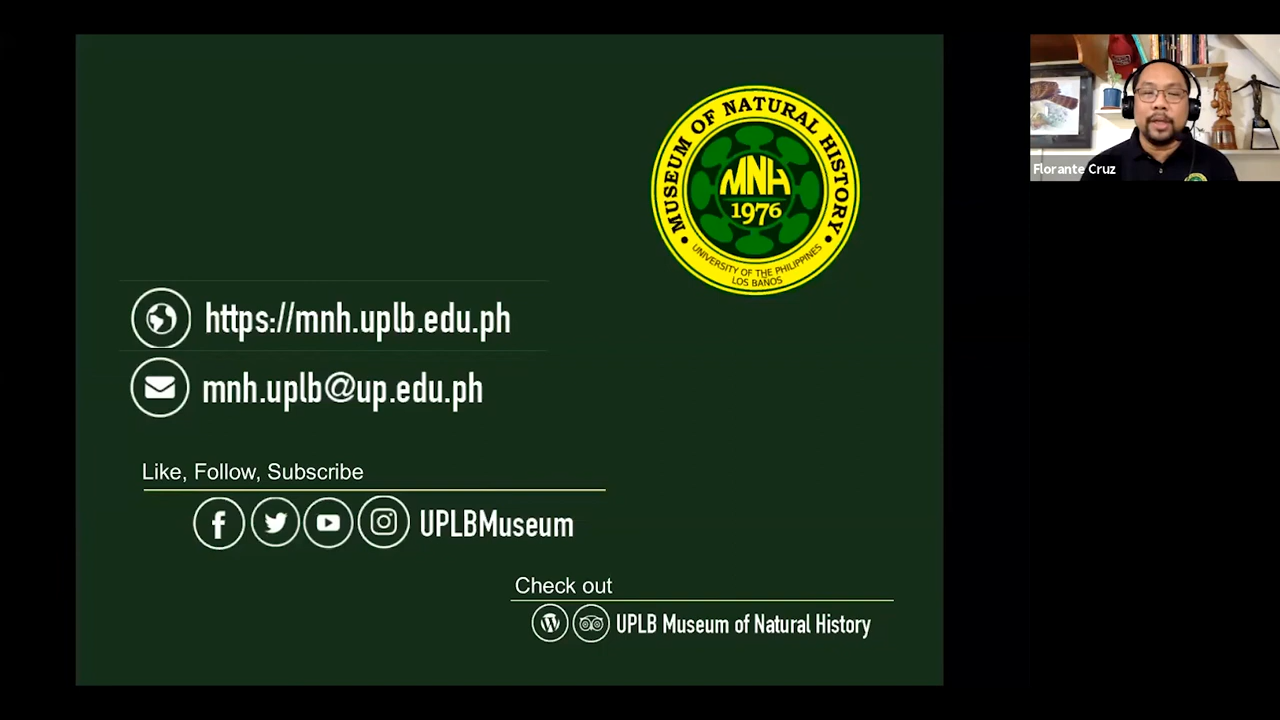 MUSEUM OF NATURAL HISTORY
MNH
1976
UNIVERSITY OF THE PHILIPPINES
LOS BAÑOS
https://mnh.uplb.edu.ph
mnh.uplb@up.edu.ph
Like, Follow, Subscribe
UPLBMuseum
Check out
UPLB Museum of Natural History
Florante Cruz